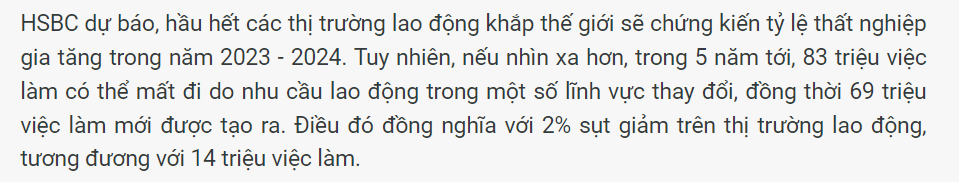 HSBC dự báo, hầu hết các thị trường lao động khắp thế giới sẽ chứng kiến tỷ lệ thất nghiệp
gia tăng trong năm 2023 - 2024. Tuy nhiên, nếu nhìn xa hơn, trong 5 năm tới, 83 triệu việc
làm có thể mất đi do nhu cầu lao động trong một số lĩnh vực thay đổi, đồng thời 69 triệu
việc làm mới được tạo ra. Điều đó đồng nghĩa với 2% sụt giảm trên thị trường lao động,
tương đương với 14 triệu việc làm.